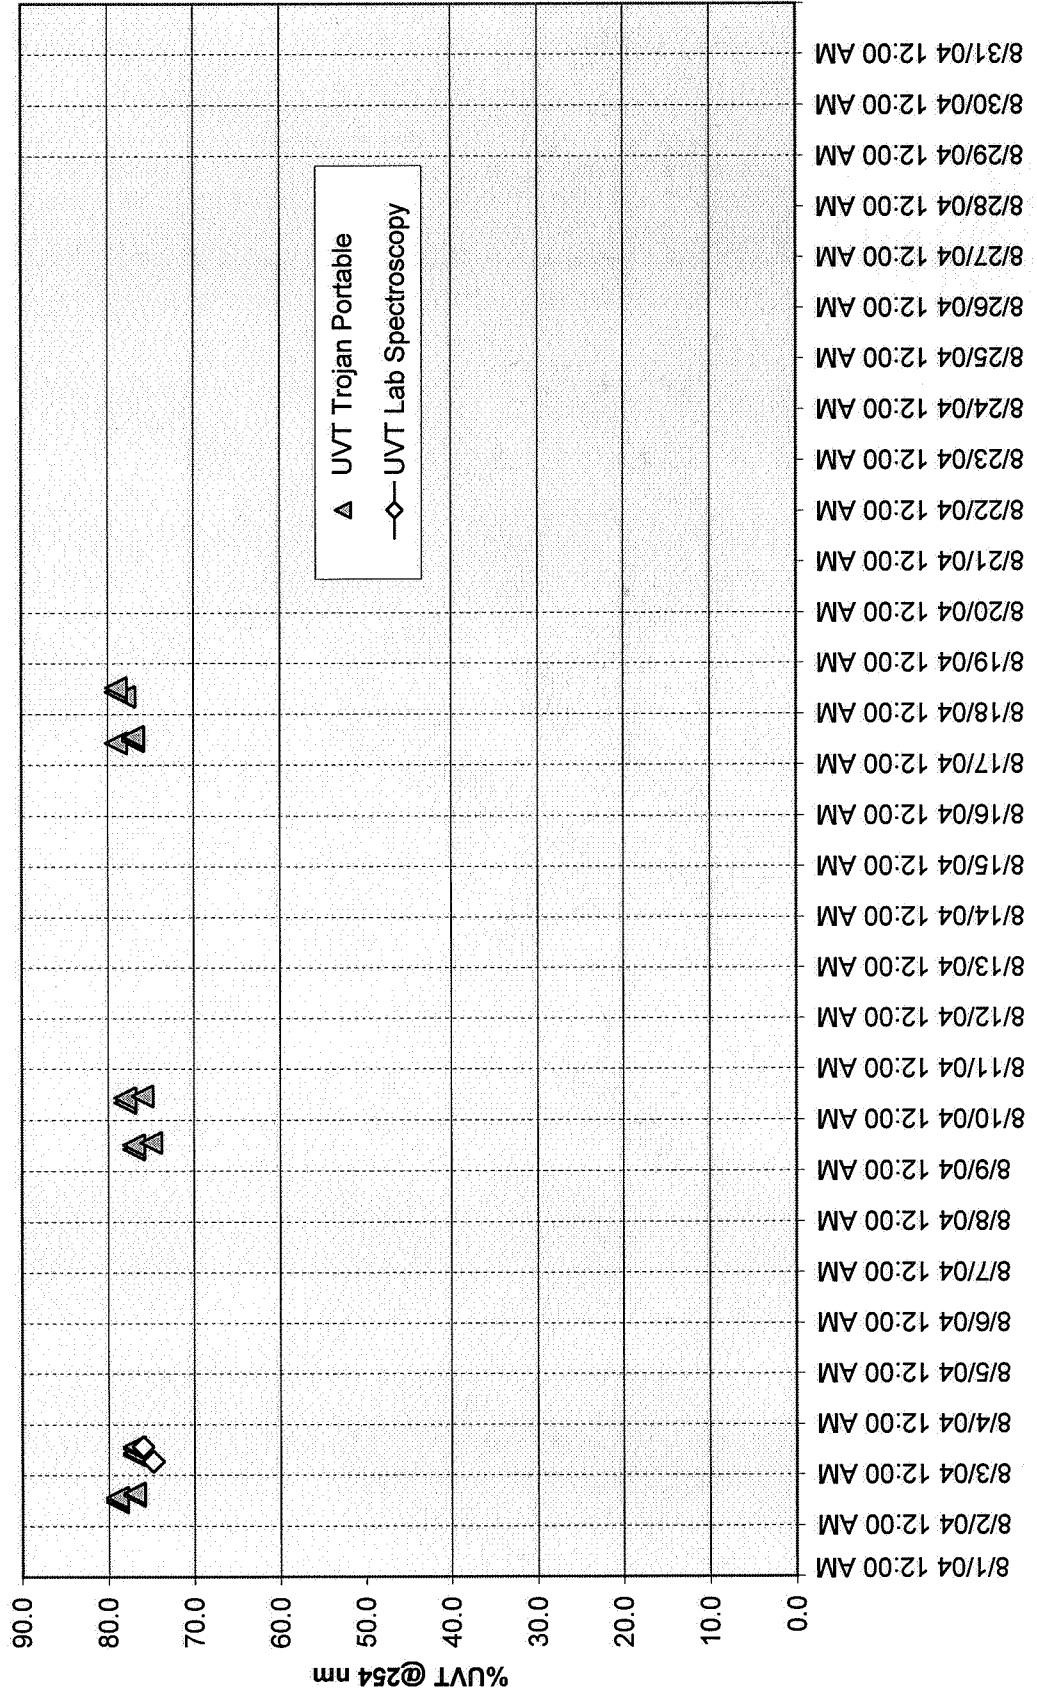 %UVT @254 nm
90.0
80.0
70.0
60.0
50.0
40.0
30.0
20.0
10.0
0.0
UVT Trojan Portable
UVT Lab Spectroscopy
8/1/04 12:00 AM
8/2/04 12:00 AM
8/3/04 12:00 AM
8/4/04 12:00 AM
8/5/04 12:00 AM
8/6/04 12:00 AM
8/7/04 12:00 AM
8/8/04 12:00 AM
8/9/04 12:00 AM
8/10/04 12:00 AM
8/11/04 12:00 AM
8/12/04 12:00 AM
8/13/04 12:00 AM
8/14/04 12:00 AM
8/15/04 12:00 AM
8/16/04 12:00 AM
8/17/04 12:00 AM
8/18/04 12:00 AM
8/19/04 12:00 AM
8/20/04 12:00 AM
8/21/04 12:00 AM
8/22/04 12:00 AM
8/23/04 12:00 AM
8/24/04 12:00 AM
8/25/04 12:00 AM
8/26/04 12:00 AM
8/27/04 12:00 AM
8/28/04 12:00 AM
8/29/04 12:00 AM
8/30/04 12:00 AM
8/31/04 12:00 AM